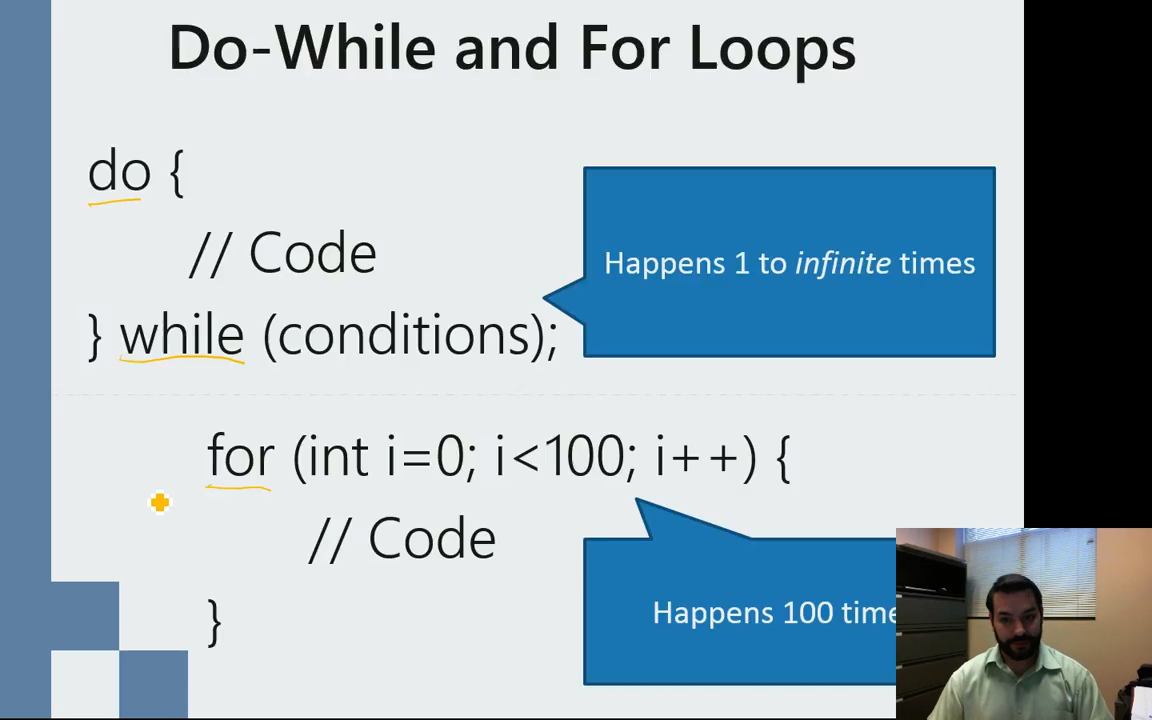 Do-While and For Loops
do {
// Code
} while (conditions);
Happens 1 to infinite times
for (int i=0; i<100; i++) {
// Code
}
Happens 100 time